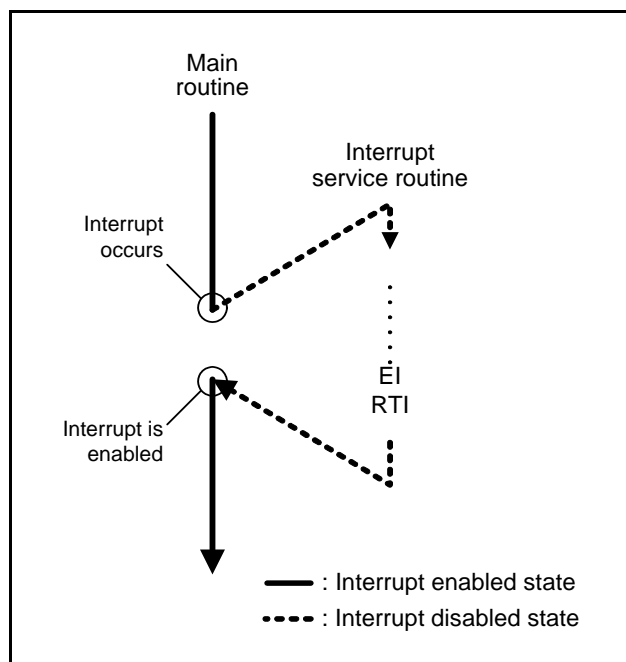 Main
routine
Interrupt
service routine
Interrupt
occurs
EI
RTI
Interrupt is
enabled
: Interrupt enabled state
: Interrupt disabled state